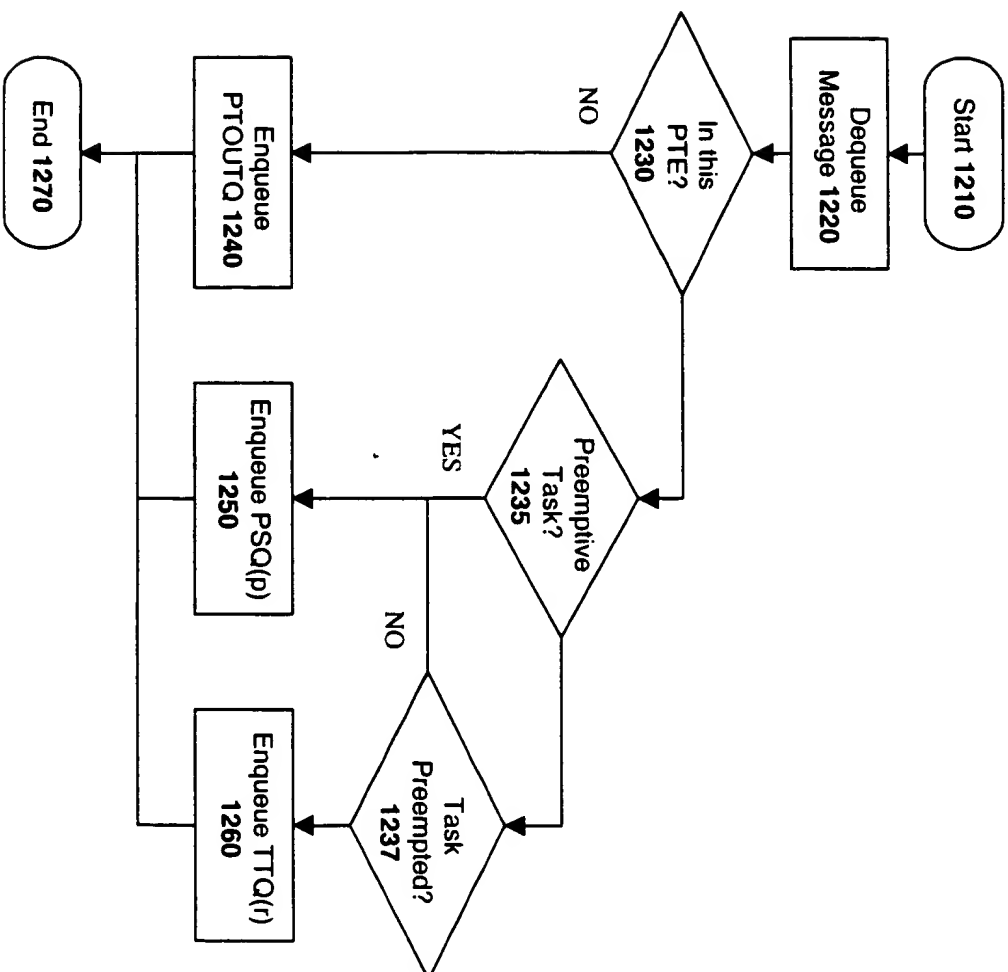 Start 1210
Dequeue
Message 1220
In this
PTE?
1230
NO
Preemptive
Task?
1235
YES
Task
Preempted?
1237
NO
Enqueue
PTOUTQ 1240
Enqueue PSQ(p)
1250
Enqueue TTQ(r)
1260
End 1270